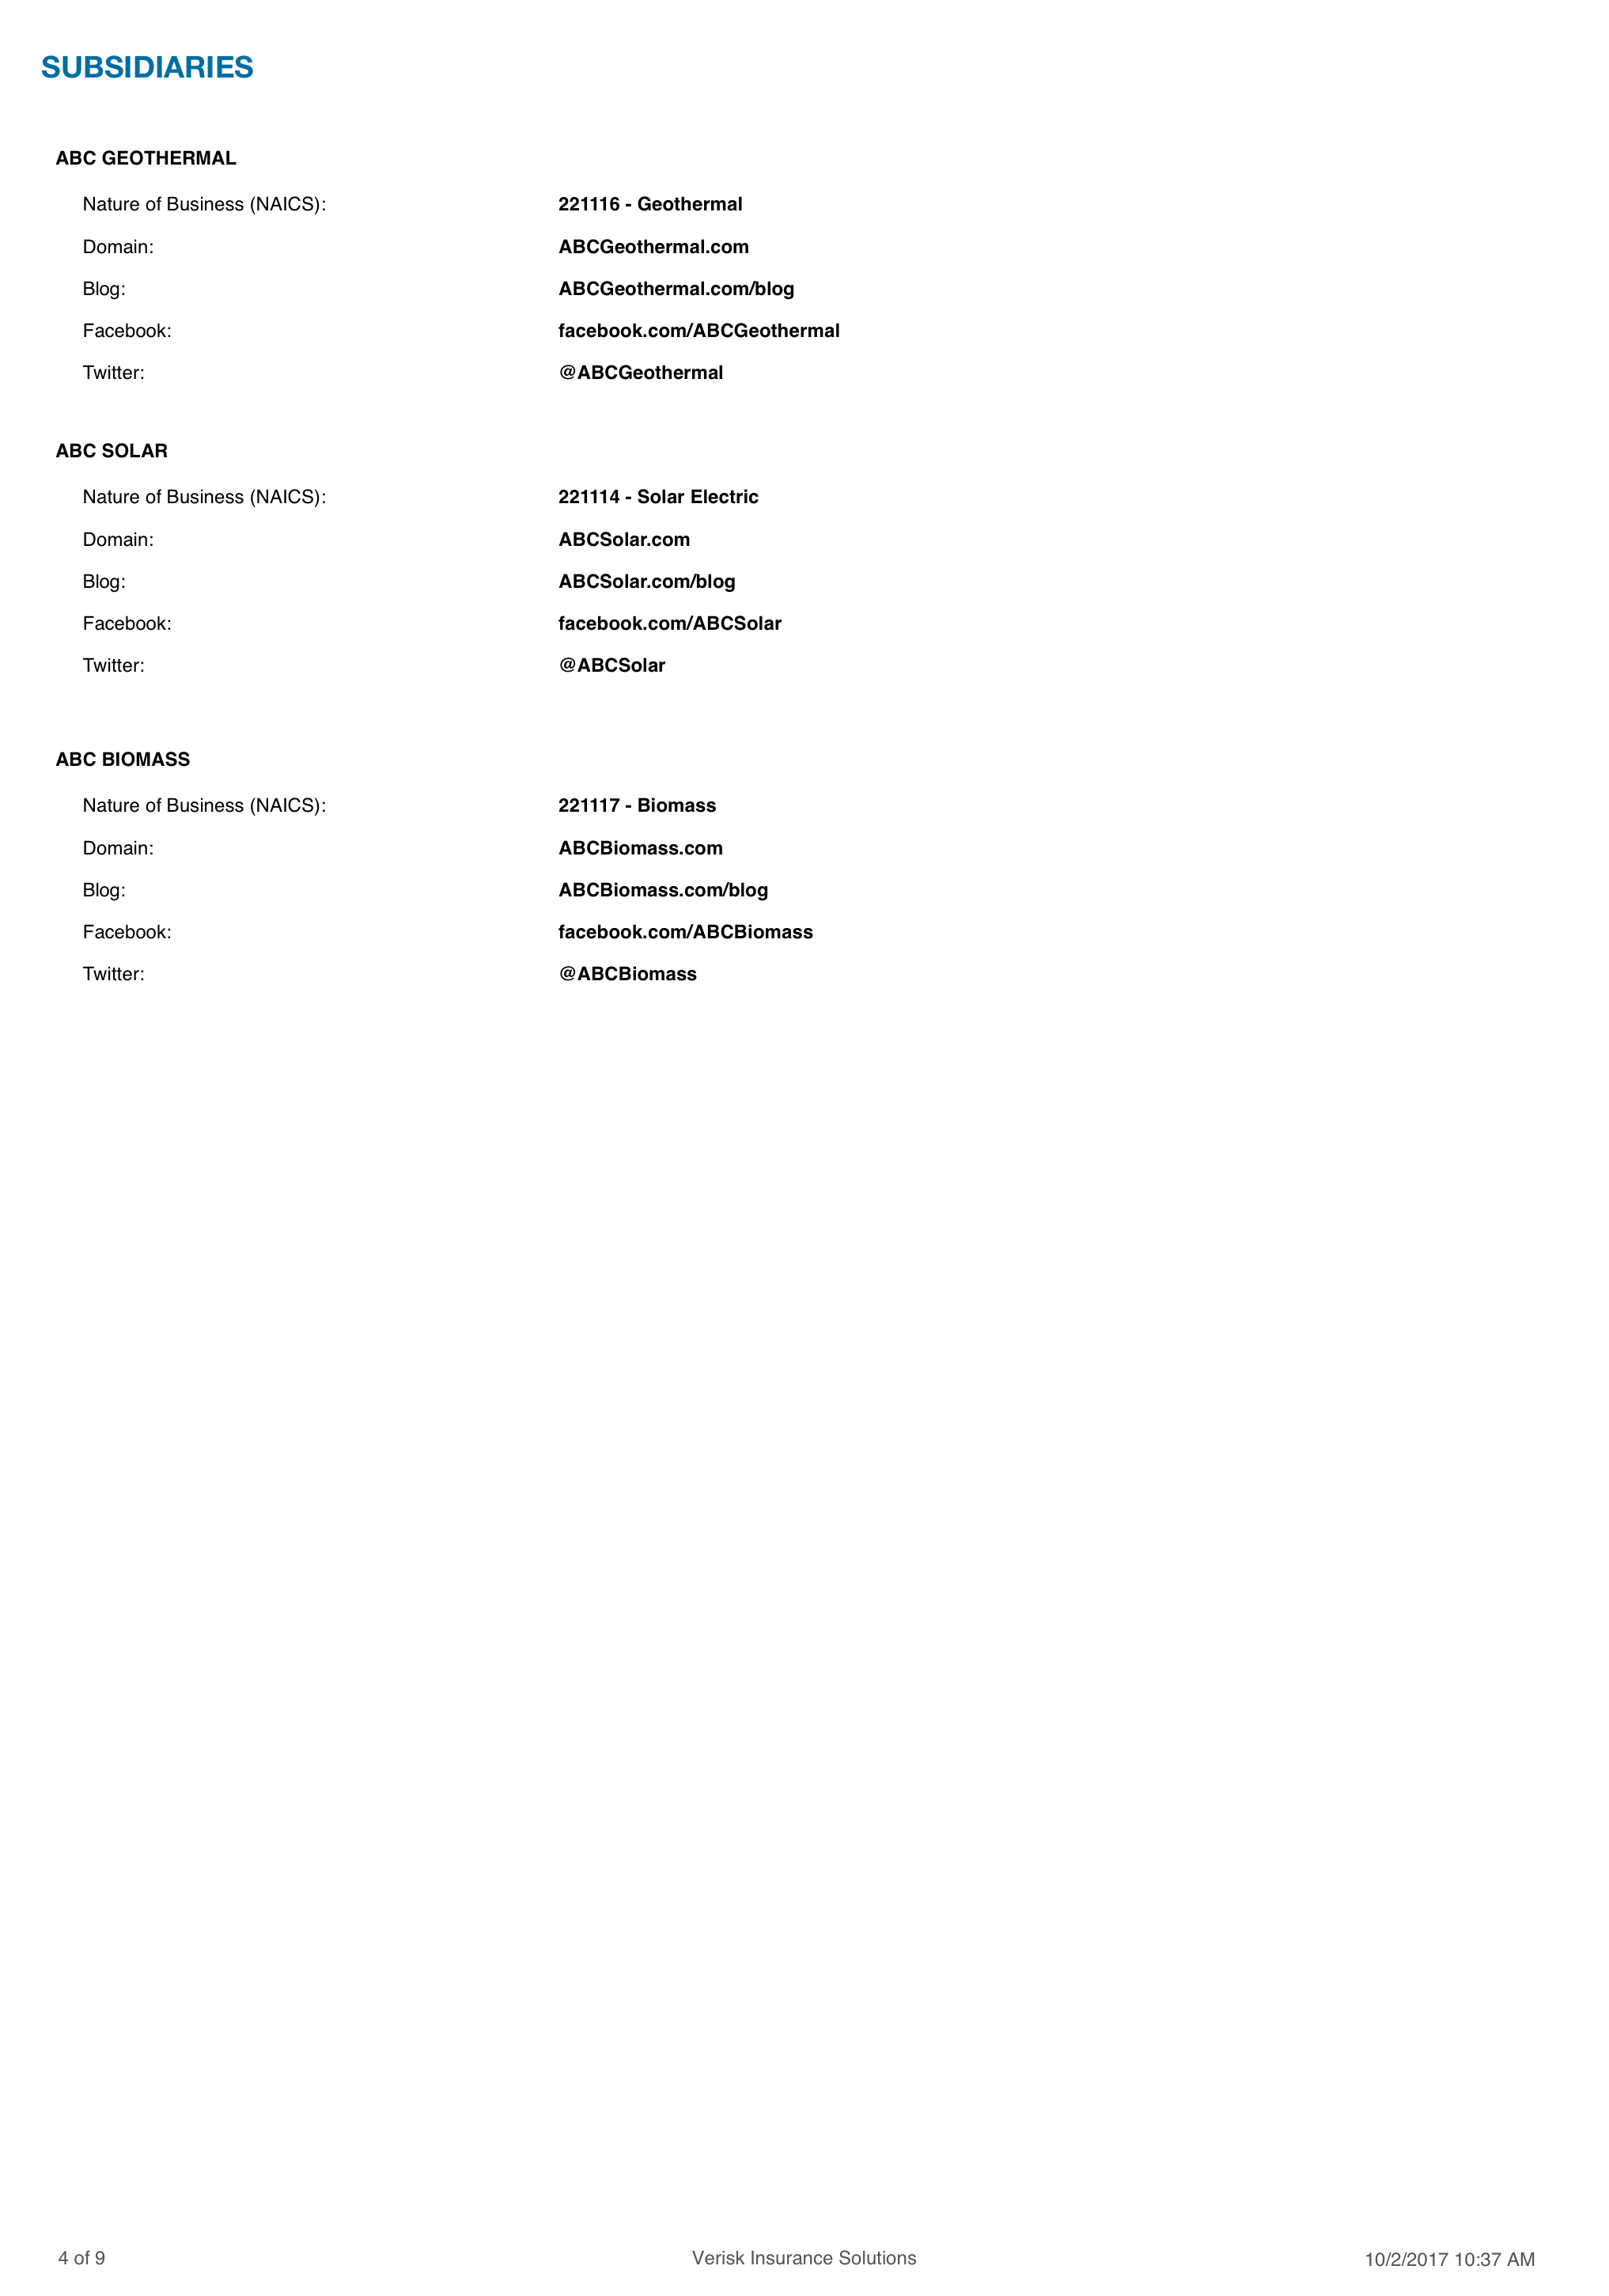 SUBSIDIARIES
ABC GEOTHERMAL
Nature of Business (NAICS): 221116 - Geothermal
Domain: ABCGeothermal.com
Blog: ABCGeothermal.com/blog
Facebook: facebook.com/ABCGeothermal
Twitter: @ABCGeothermal
ABC SOLAR
Nature of Business (NAICS): 221114 - Solar Electric
Domain: ABCSolar.com
Blog: ABCSolar.com/blog
Facebook: facebook.com/ABCSolar
Twitter: @ABCSolar
ABC BIOMASS
Nature of Business (NAICS): 221117 - Biomass
Domain: ABCBiomass.com
Blog: ABCBiomass.com/blog
Facebook: facebook.com/ABCBiomass
Twitter: @ABCBiomass
4 of 9 Verisk Insurance Solutions 10/2/2017 10:37 AM